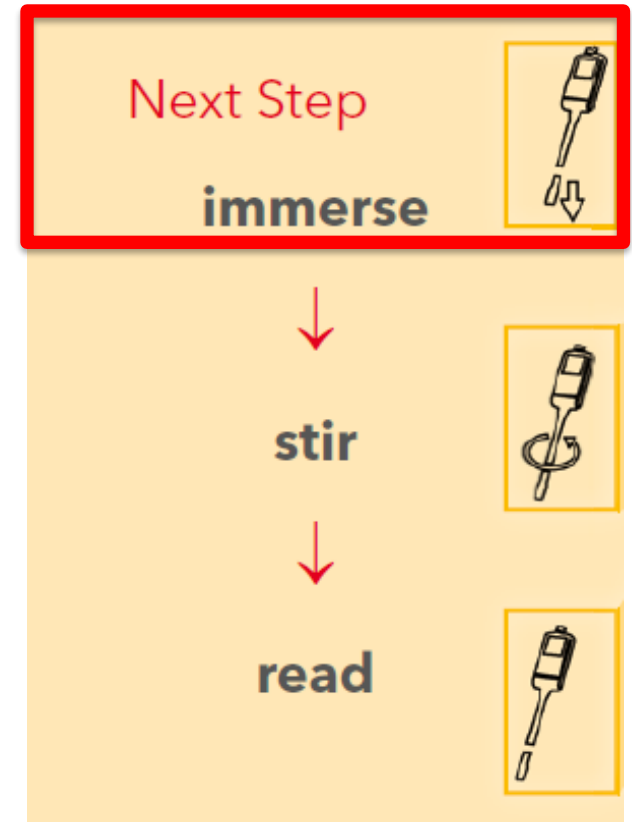 Next Step
immerse
↓
stir
↓
read